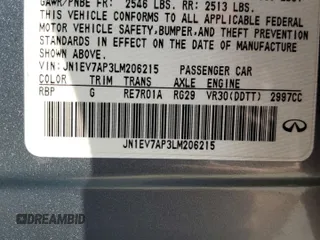 GAWR/PNBE FR: 2546 LBS. RR: 2513 LBS.
THIS VEHICLE CONFORMS TO ALL APPLICABLE FEDERAL
MOTOR VEHICLE SAFETY, BUMPER, AND THEFT
PREVENTION STANDARDS IN EFFECT ON THE DATE OF MANUFACTURE
SHOWN ABOVE.
VIN: JN1EV7AP3LM206215 PASSENGER CAR
COLOR TRIM TRANS AXLE ENGINE
RBP G RE7R01A RG29 VR30(DDTT) 2997CC
JN1EV7AP3LM206215
INFINITI
DREAMBID